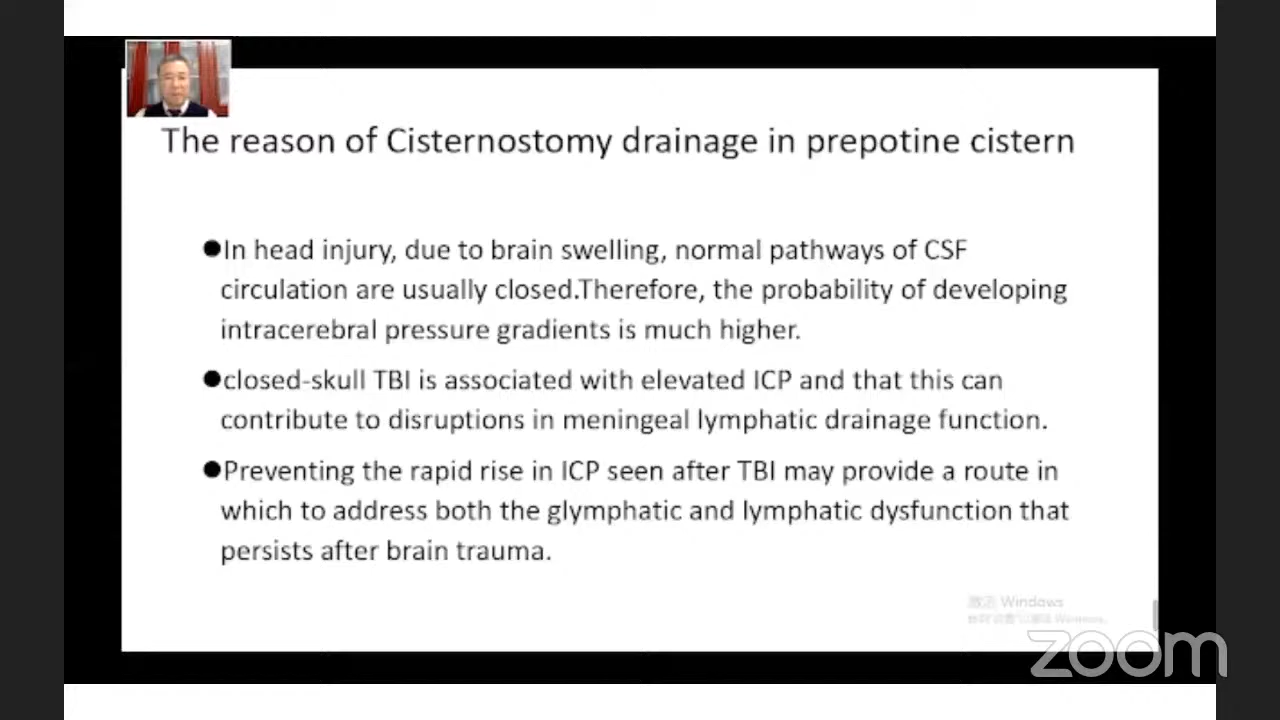 The reason of Cisternostomy drainage in prepotine cistern
●In head injury, due to brain swelling, normal pathways of CSF
circulation are usually closed.Therefore, the probability of developing
intracerebral pressure gradients is much higher.
●closed-skull TBI is associated with elevated ICP and that this can
contribute to disruptions in meningeal lymphatic drainage function.
●Preventing the rapid rise in ICP seen after TBI may provide a route in
which to address both the glymphatic and lymphatic dysfunction that
persists after brain trauma.
激活 Windows
Windows。
zoom